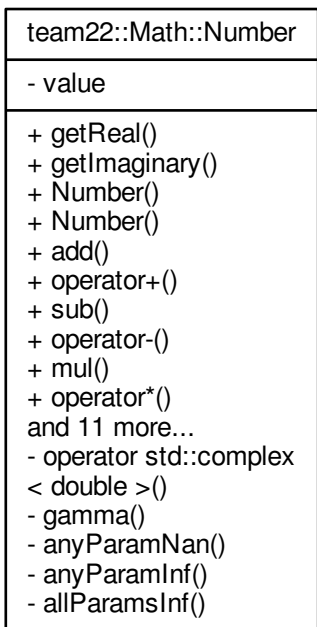 team22::Math::Number
- value
+ getReal()
+ getImaginary()
+ Number()
+ Number()
+ add()
+ operator+()
+ sub()
+ operator-()
+ mul()
+ operator*()
and 11 more...
- operator std::complex
< double >()
- gamma()
- anyParamNan()
- anyParamInf()
- allParamsInf()